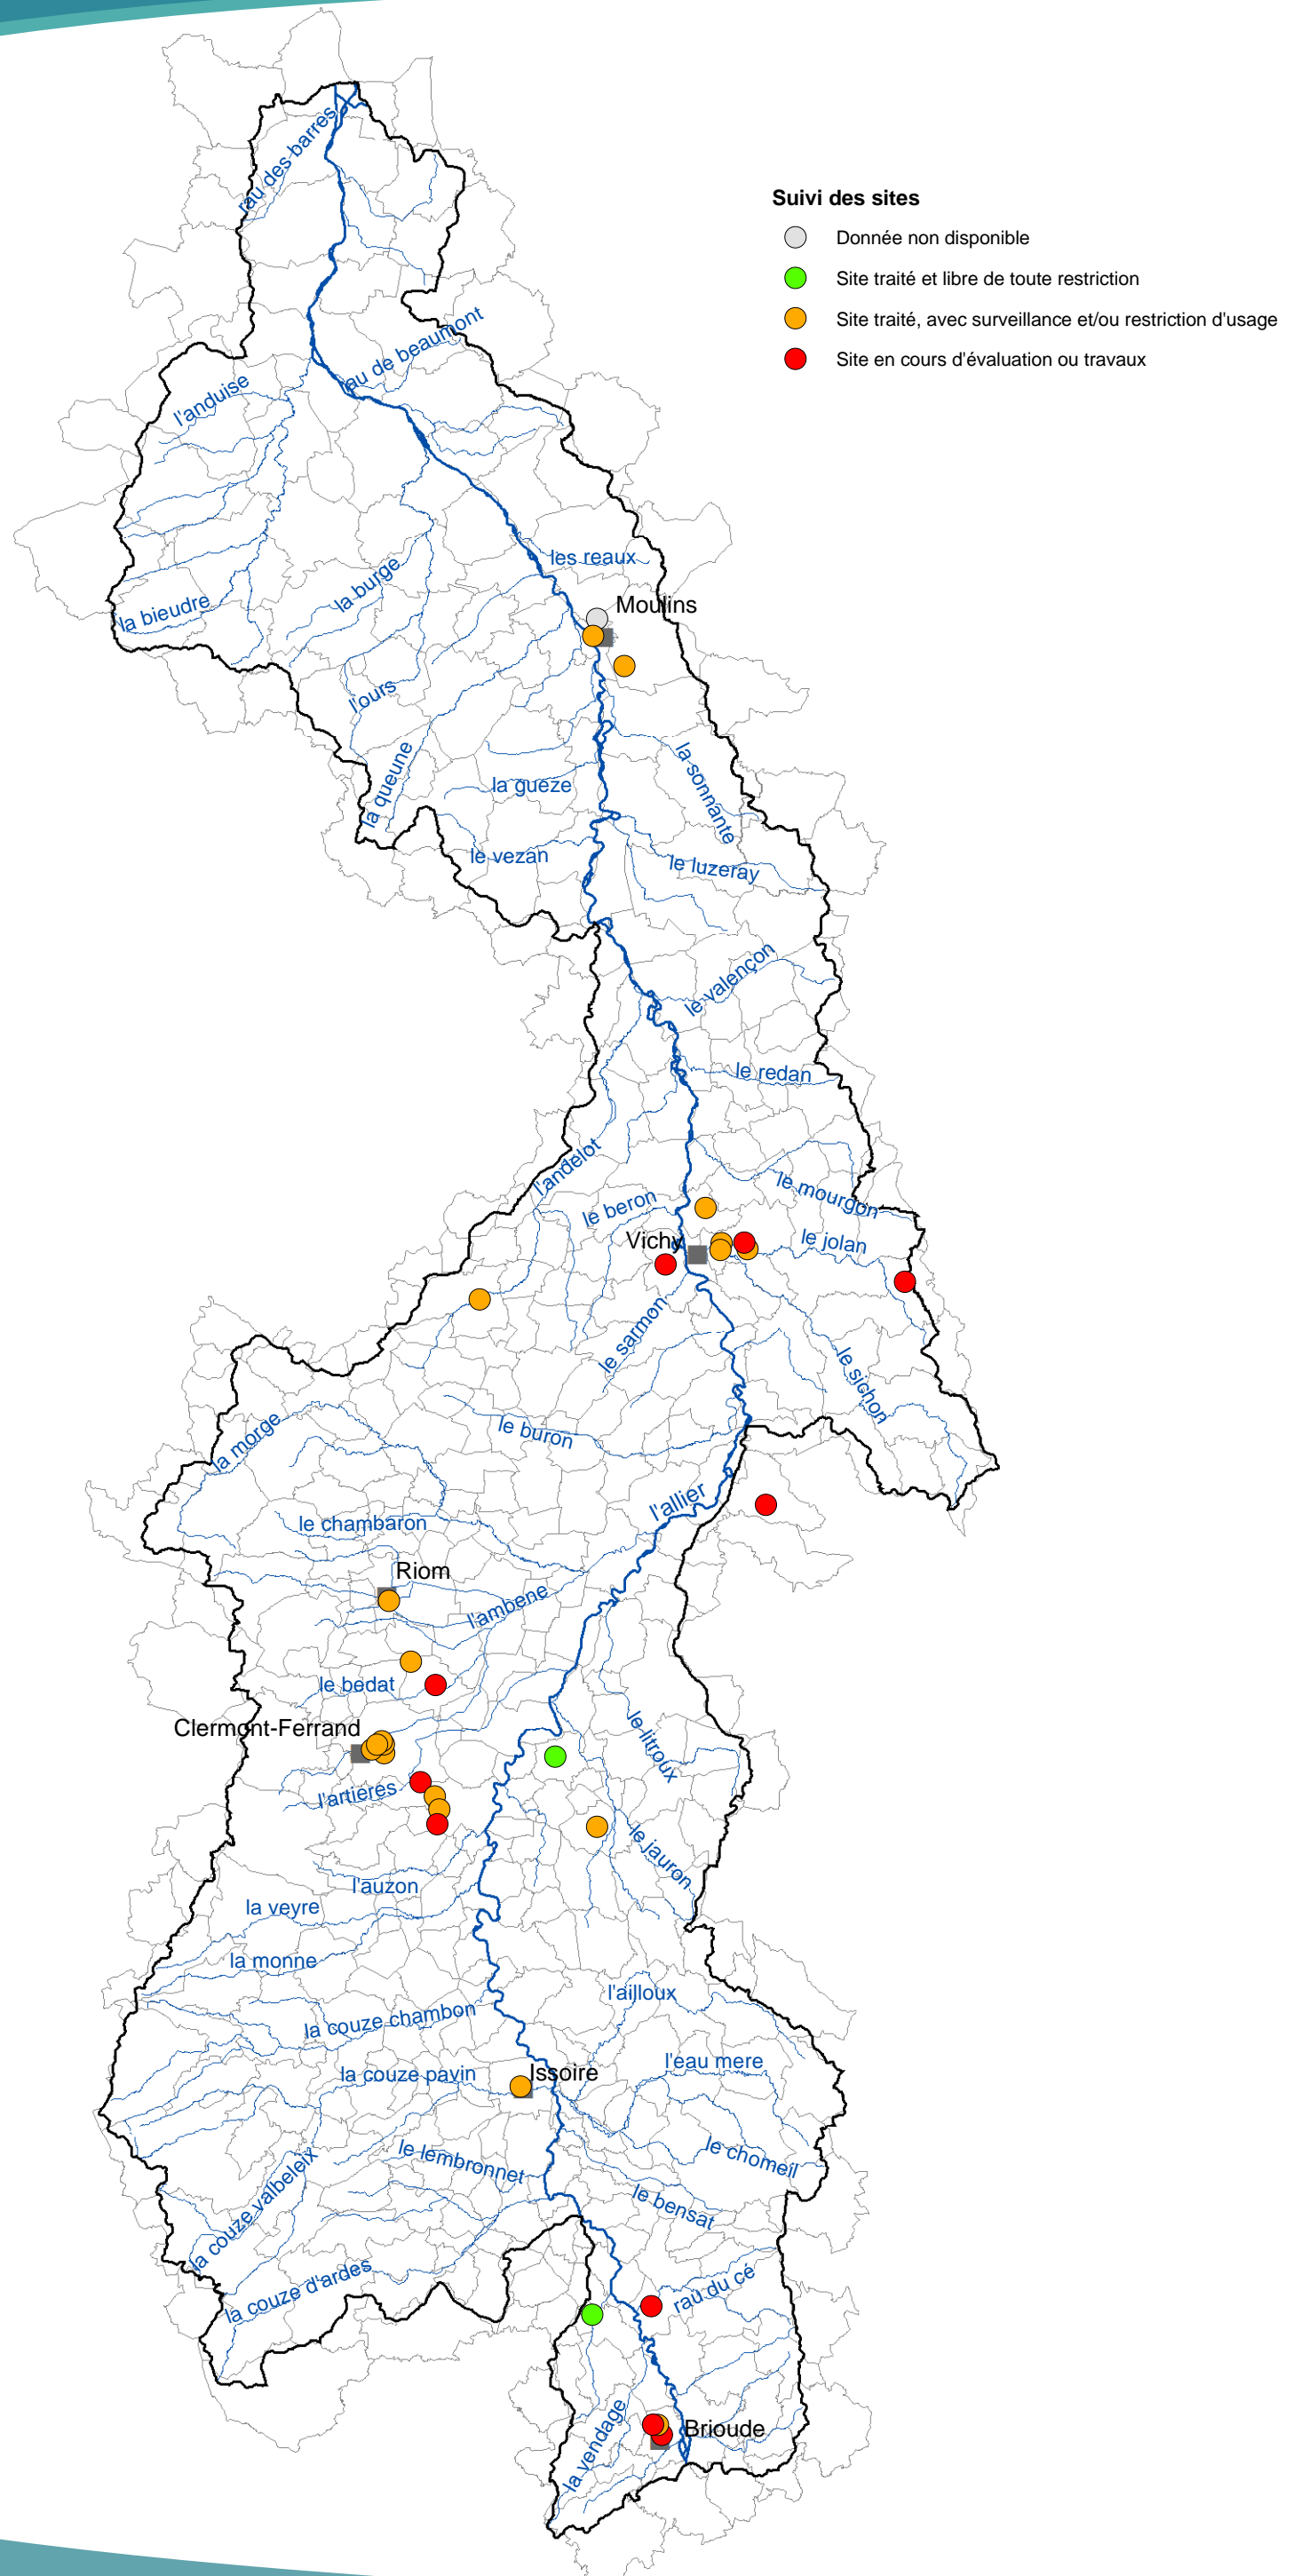 rau des barres
Suivi des sites
Donnée non disponible
Site traité et libre de toute restriction
Site traité, avec surveillance et/ou restriction d'usage
Site en cours d'évaluation ou travaux
rau de beaumont
l'anduise
les reaux
la burge
la bieudre
Moulins
l'ours
la queune
la sonnante
la gueze
le vezan
le luzeray
le valençon
le redan
l'andelot
le mourgon
le beron
Vichy
le jolan
le sarmon
le sichon
la morge
le buron
l'allier
le chambaron
Riom
l'ambene
le bedat
Clermont-Ferrand
le litroux
l'artieres
le jauron
l'auzon
la veyre
la monne
l'ailloux
la couze chambon
l'eau mere
la couze pavin
Issoire
le lembronnet
le chomeil
la couze valbeleix
le bensat
la couze d'ardes
rau du cé
la vendage
Brioude